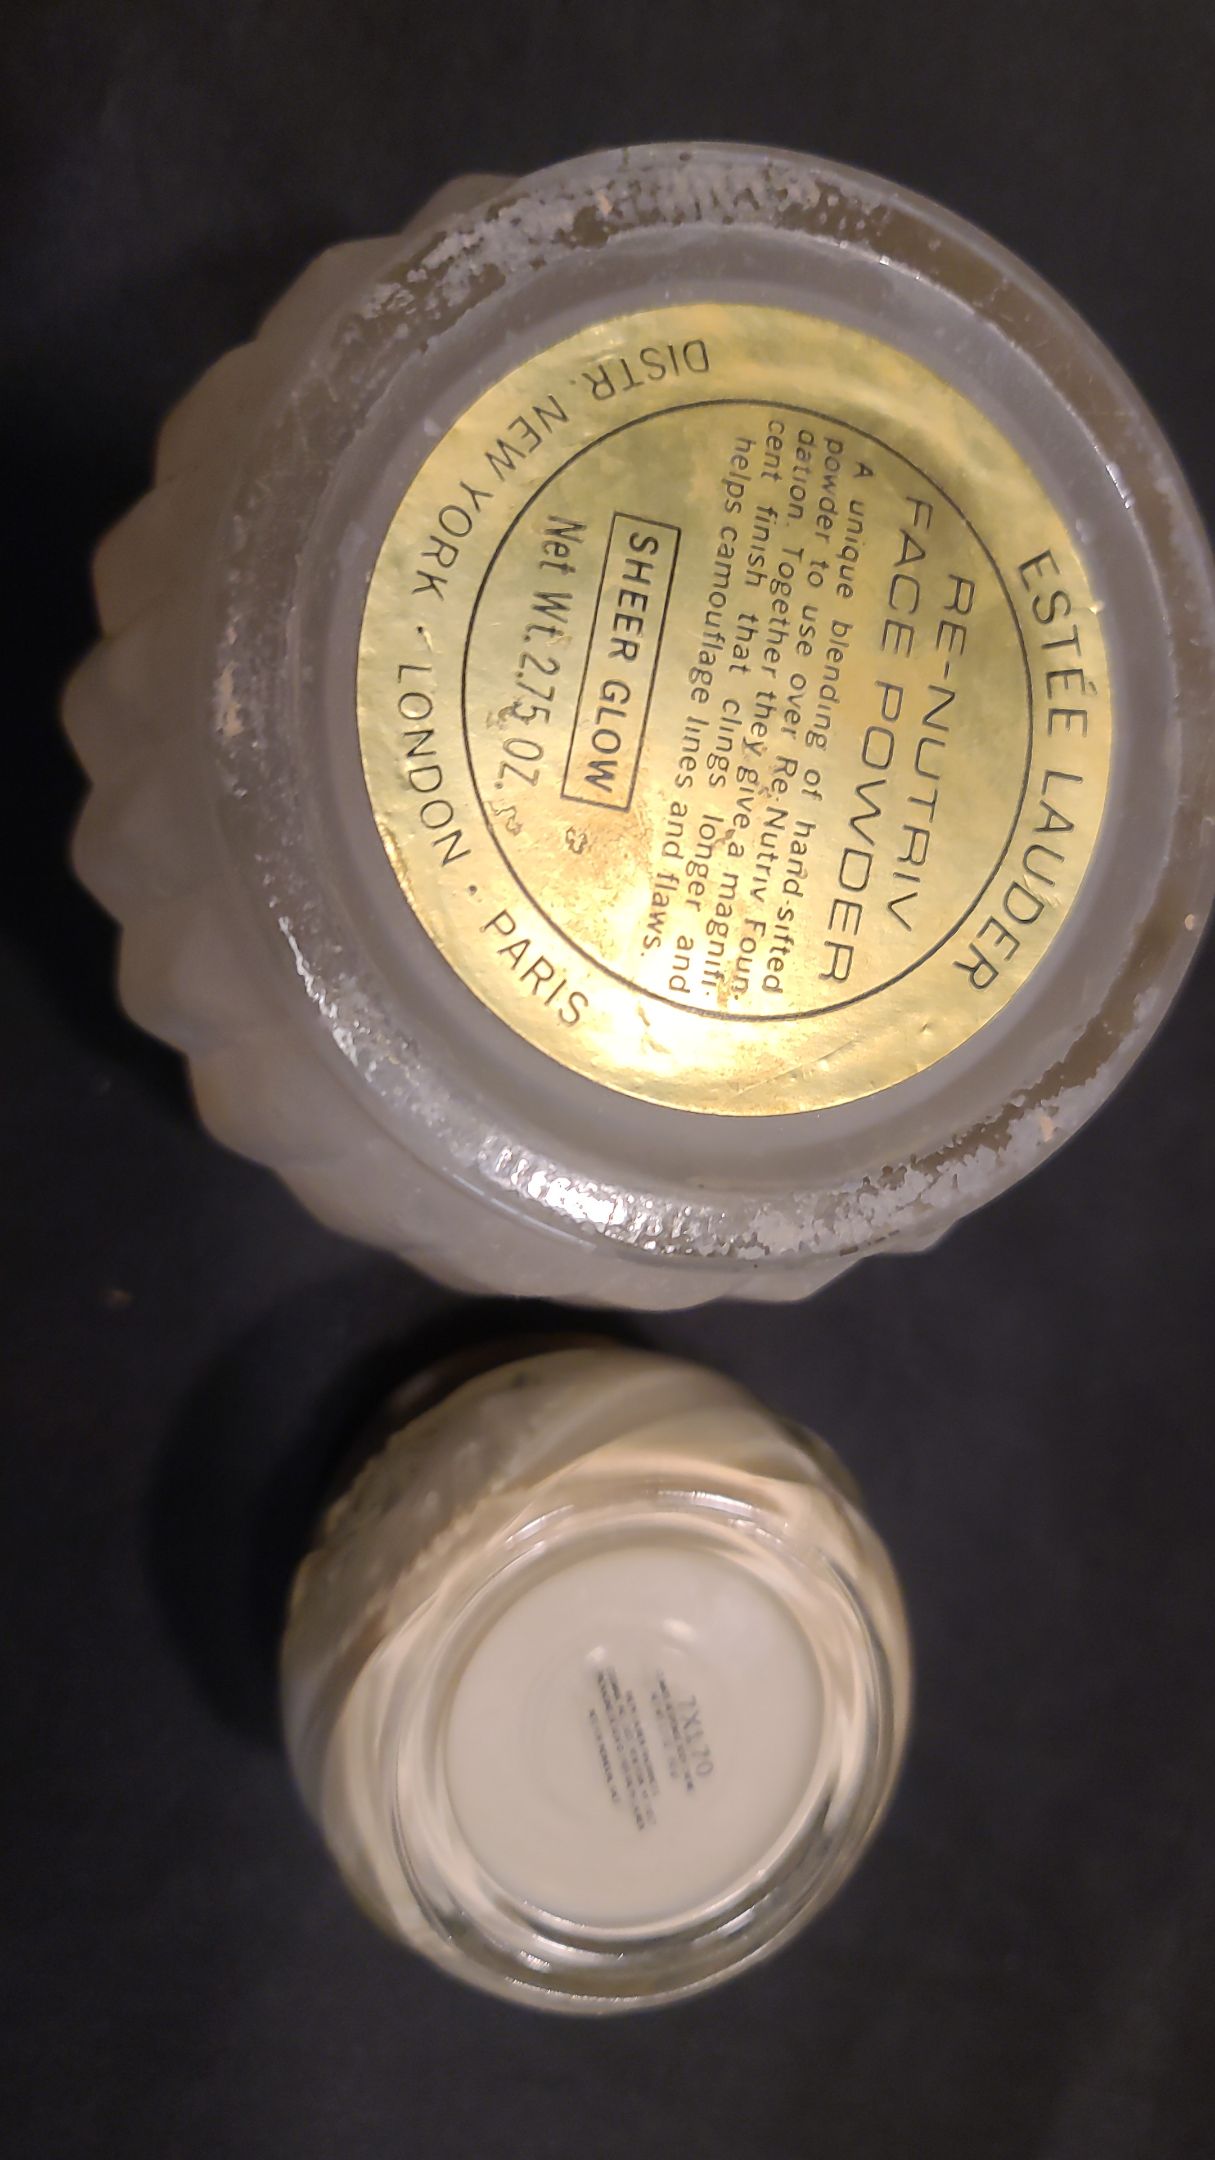 ESTÉE LAUDER
RE-NUTRIV
FACE POWDER
A unique blending of hand-sifted
powder to use over Re-Nutriv Foun-
dation. Together they give a magnifi-
cent finish that clings longer and
helps camouflage lines and flaws.
SHEER GLOW
Net Wt. 2.75 OZ.
DISTR. NEW YORK · LONDON · PARIS